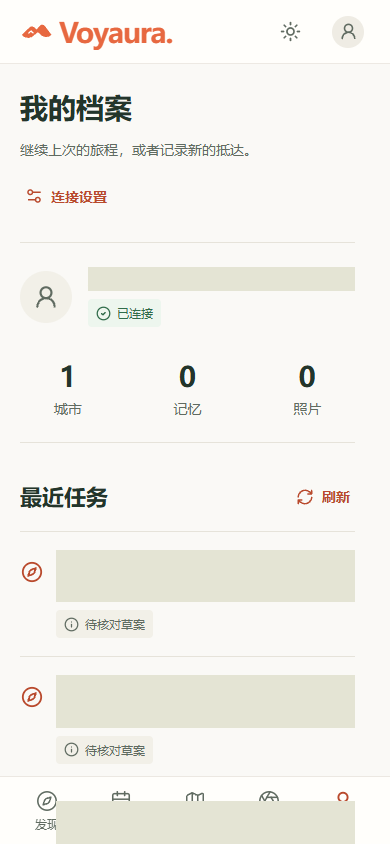 Voyaura.
我的档案
继续上次的旅程，或者记录新的抵达。
连接设置
已连接
1
0
0
城市
记忆
照片
最近任务
刷新
待核对草案
待核对草案
发现